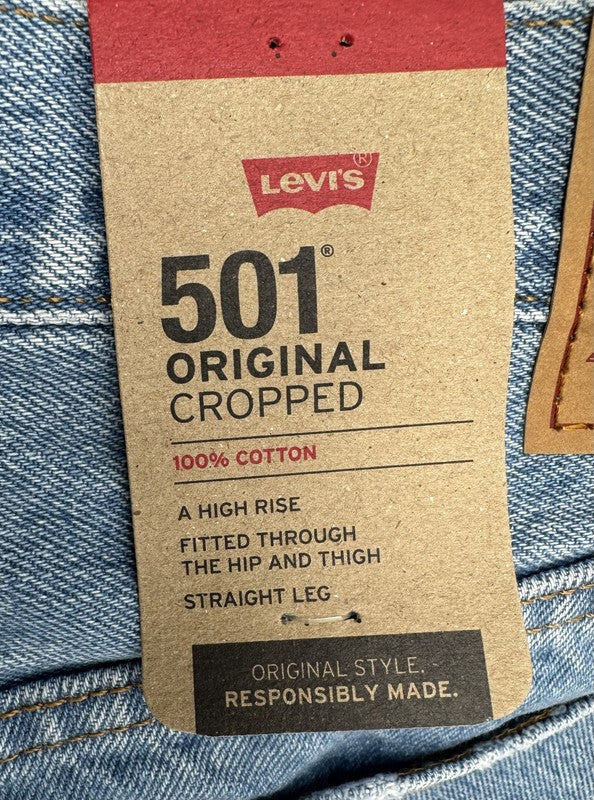 Levi's®
501®
ORIGINAL
CROPPED
100% COTTON
A HIGH RISE
FITTED THROUGH
THE HIP AND THIGH
STRAIGHT LEG
ORIGINAL STYLE.
RESPONSIBLY MADE.